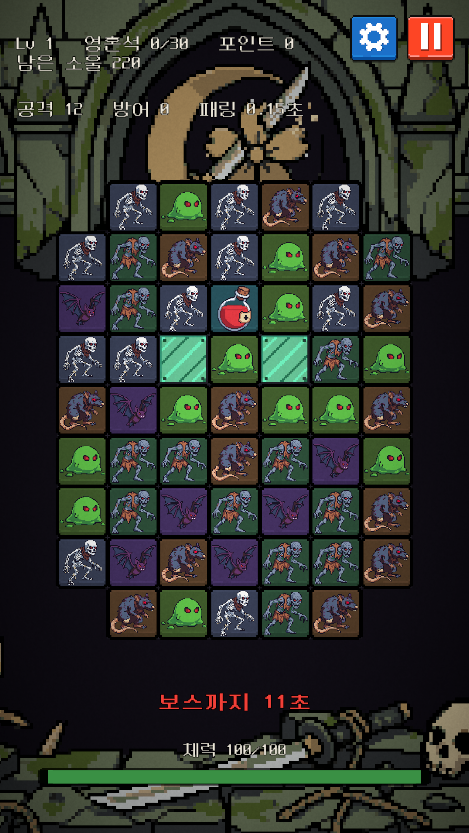 Lv 1 영혼석 0/30 포인트 0
남은 소울 220
공격 12 방어 0 패링 0.15초
보스까지 11초
체력 100/100